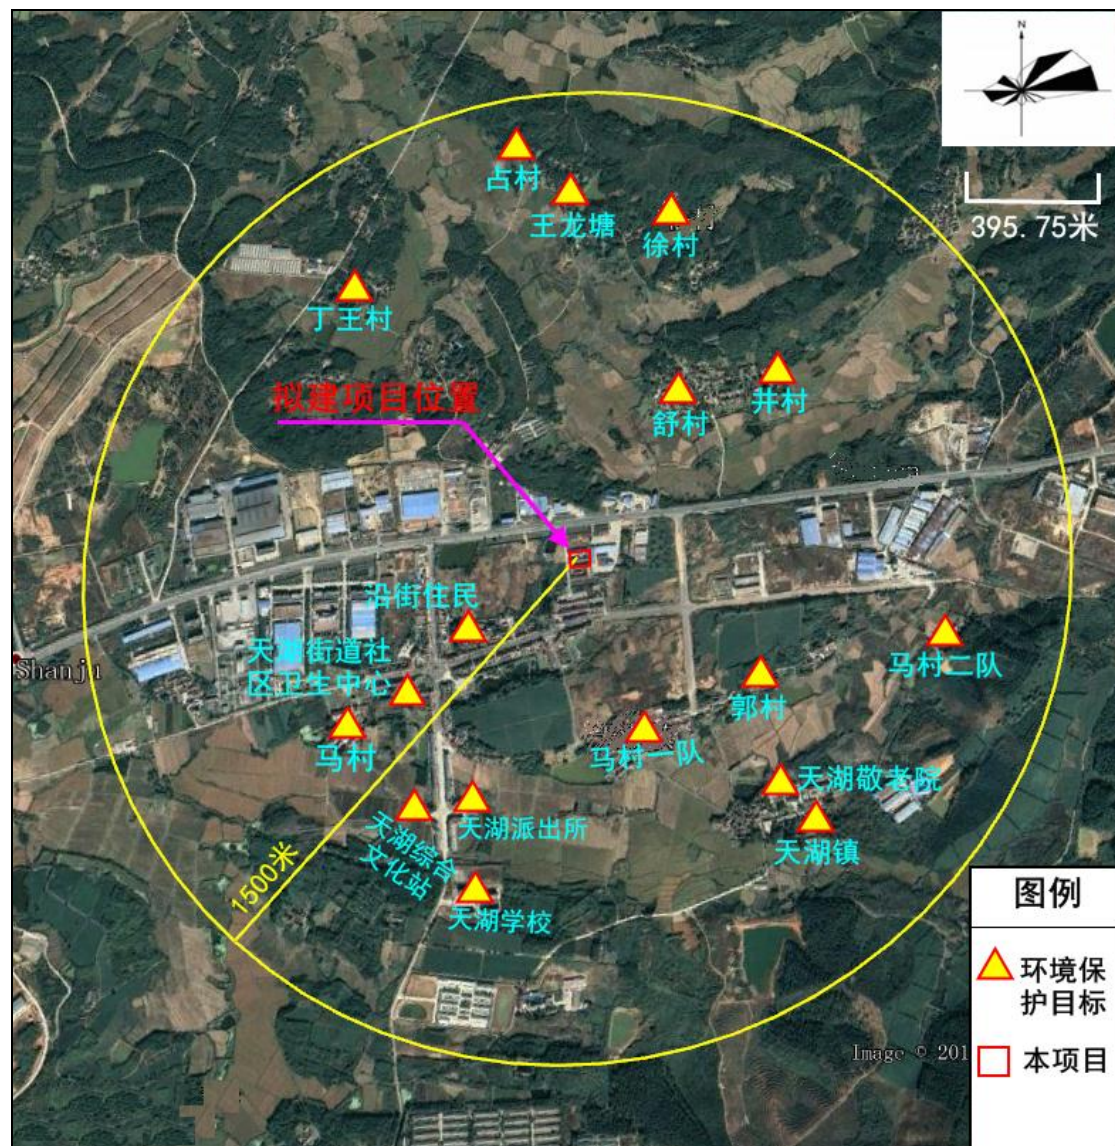 N
395.75米
占村
王龙塘
徐村
丁王村
拟建项目位置
舒村
井村
沿街住民
天湖街道社
区卫生中心
Shanju
马村二队
郭村
马村
马村一队
天湖敬老院
天湖派出所
天湖镇
天湖综合
文化站
1500米
天湖学校
图例
环境保
护目标
本项目
Image © 201